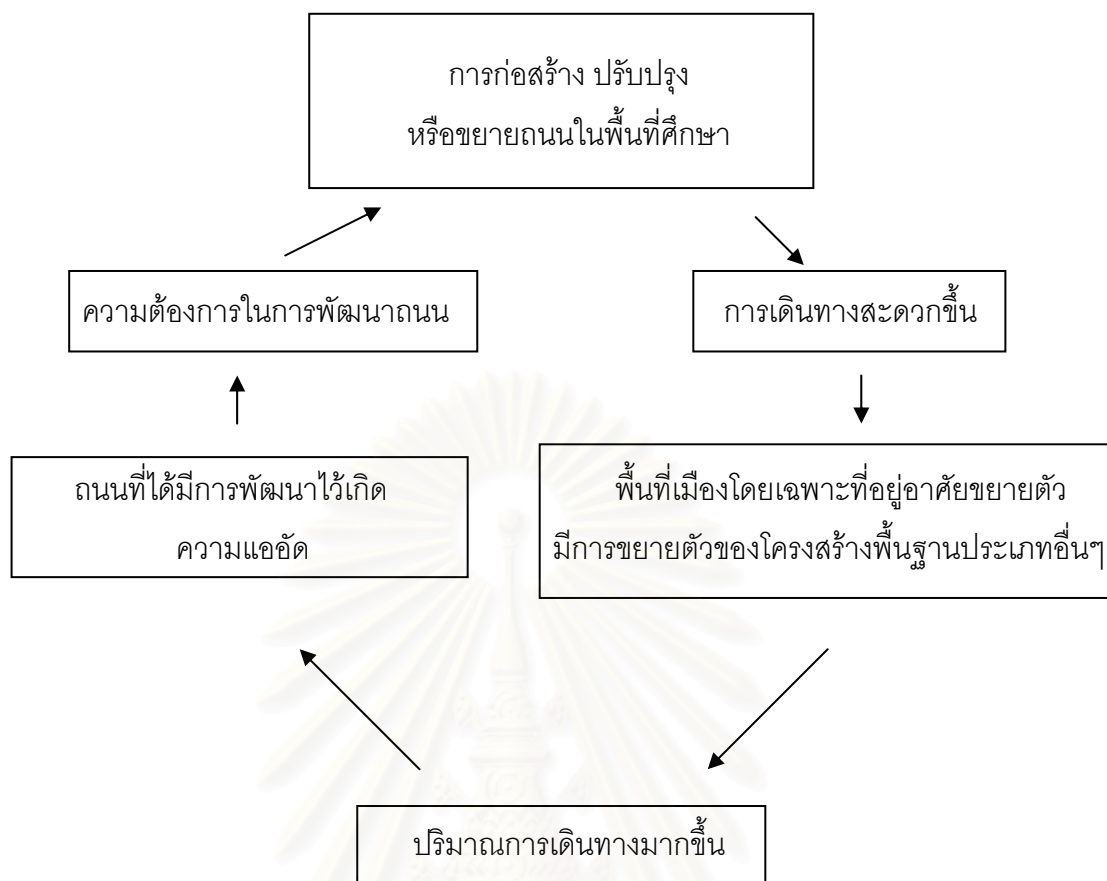 การก่อสร้าง ปรับปรุง
หรือขยายถนนในพื้นที่ศึกษา
ความต้องการในการพัฒนาถนน
การเดินทางสะดวกขึ้น
ถนนที่ได้มีการพัฒนาไว้เกิด
ความแออัด
พื้นที่เมืองโดยเฉพาะที่อยู่อาศัยขยายตัว
มีการขยายตัวของโครงสร้างพื้นฐานประเภทอื่นๆ
ปริมาณการเดินทางมากขึ้น